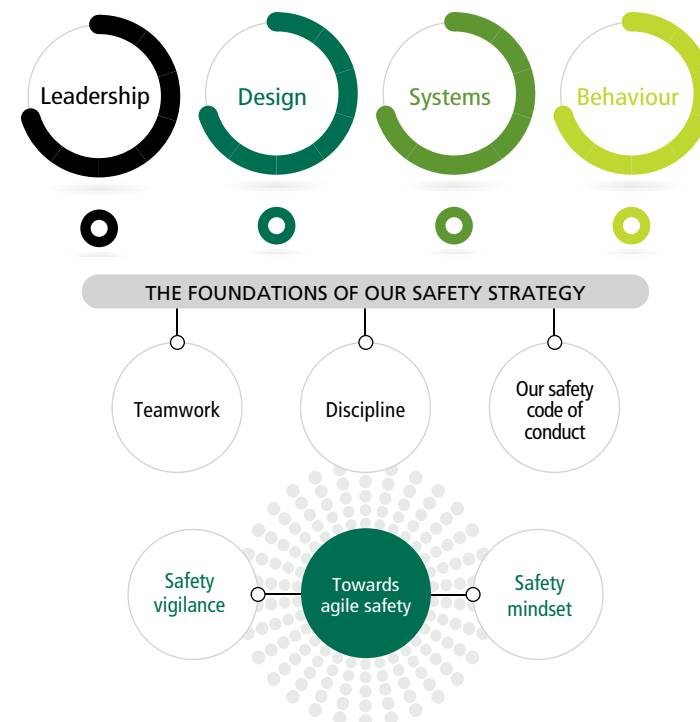 Leadership
Design
Systems
Behaviour
THE FOUNDATIONS OF OUR SAFETY STRATEGY
Teamwork
Discipline
Our safety
code of
conduct
Safety
vigilance
Towards
agile safety
Safety
mindset